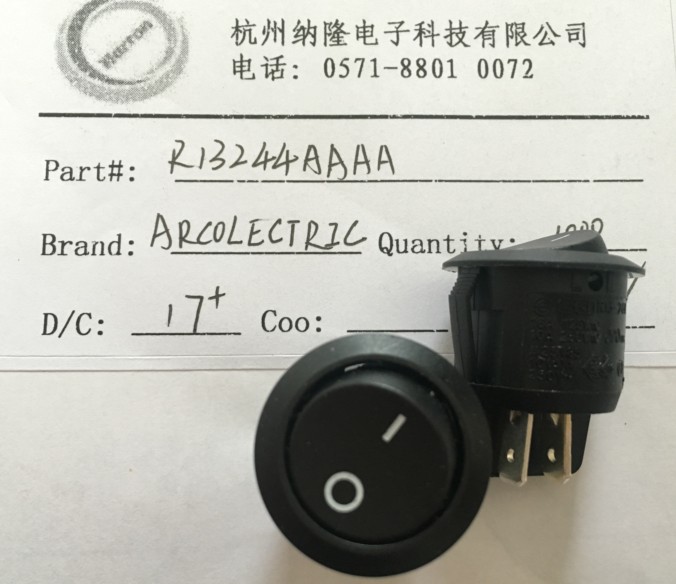 杭州纳隆电子科技有限公司
电话: 0571-8801 0072
Part#: R13244AAAA
Brand: ARCOLECTRIC Quantity: 1000
D/C: 17+ Coo: